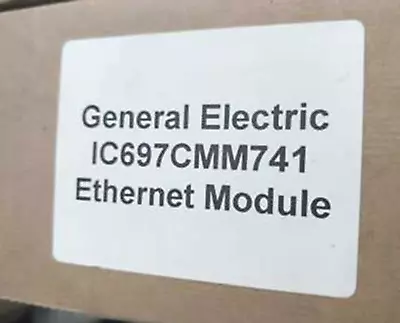 General Electric
IC697CMM741
Ethernet Module